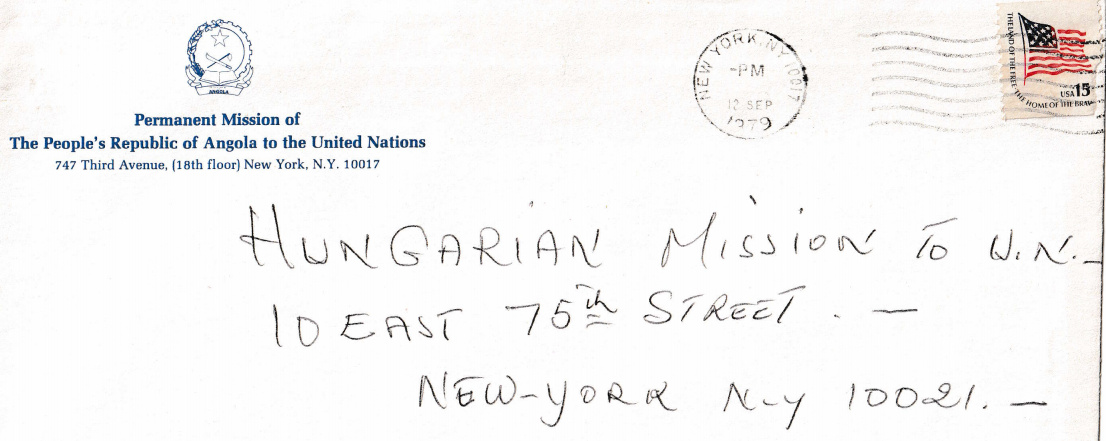 ANGOLA
Permanent Mission of
The People's Republic of Angola to the United Nations
747 Third Avenue, (18th floor) New York, N.Y. 10017
NEW YORK, NY 10017
-PM
12 SEP
1979
THE LAND OF THE FREE THE HOME OF THE BRAVE
USA 15
HUNGARIAN MISSION TO U.N.-
10 EAST 75th STREET. —
NEW-YORK N-Y 10021. —